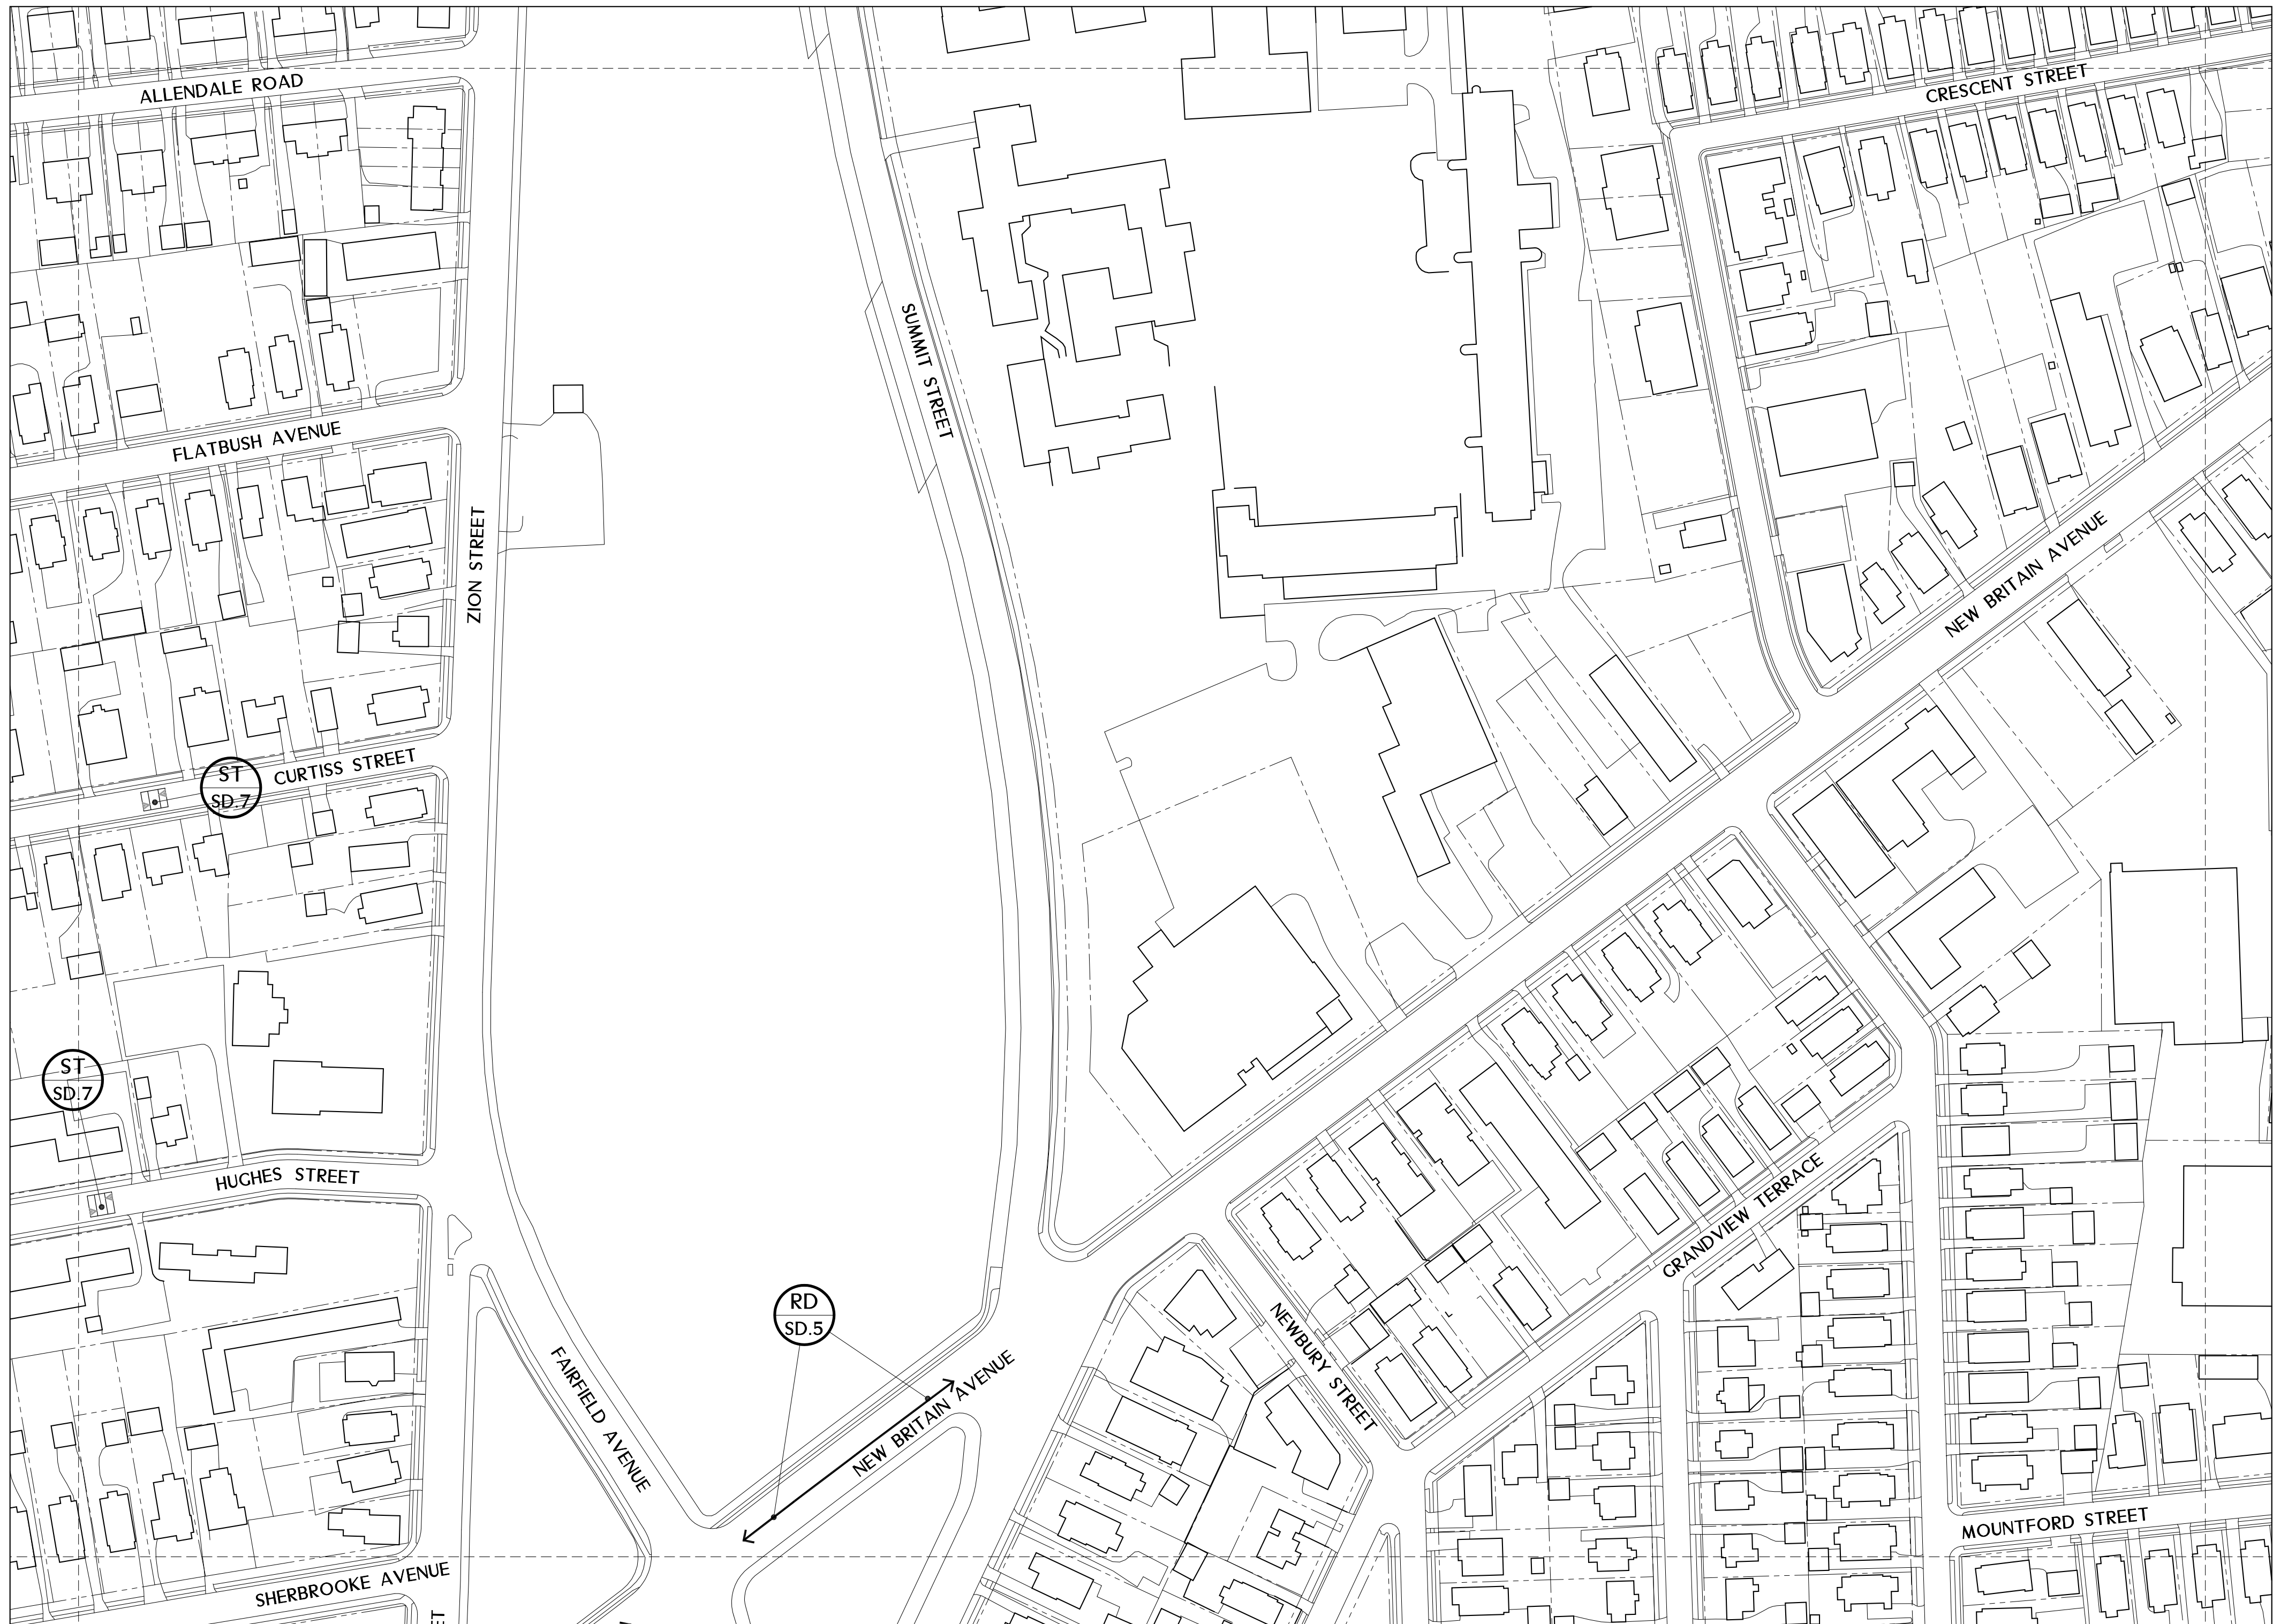 ALLENDALE ROAD
CRESCENT STREET
SUMMIT STREET
FLATBUSH AVENUE
ZION STREET
NEW BRITAIN AVENUE
ST
SD.7
CURTISS STREET
ST
SD.7
HUGHES STREET
GRANDVIEW TERRACE
RD
SD.5
NEWBURY STREET
FAIRFIELD AVENUE
NEW BRITAIN AVENUE
MOUNTFORD STREET
SHERBROOKE AVENUE